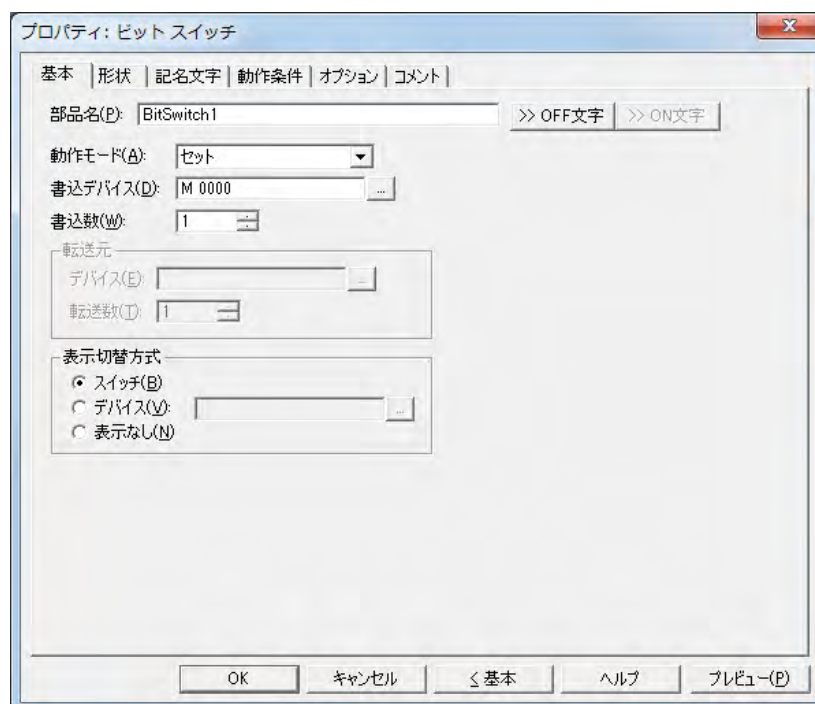 プロパティ: ビット スイッチ
基本 形状 記名文字 動作条件 オプション コメント
部品名(P): BitSwitch1 >> OFF文字 >> ON文字
動作モード(A): セット
書込デバイス(D): M 0000 ...
書込数(W): 1
転送元
デバイス(E): ...
転送数(T): 1
表示切替方式
スイッチ(B)
デバイス(V): ...
表示なし(N)
OK キャンセル < 基本 ヘルプ プレビュー(P)